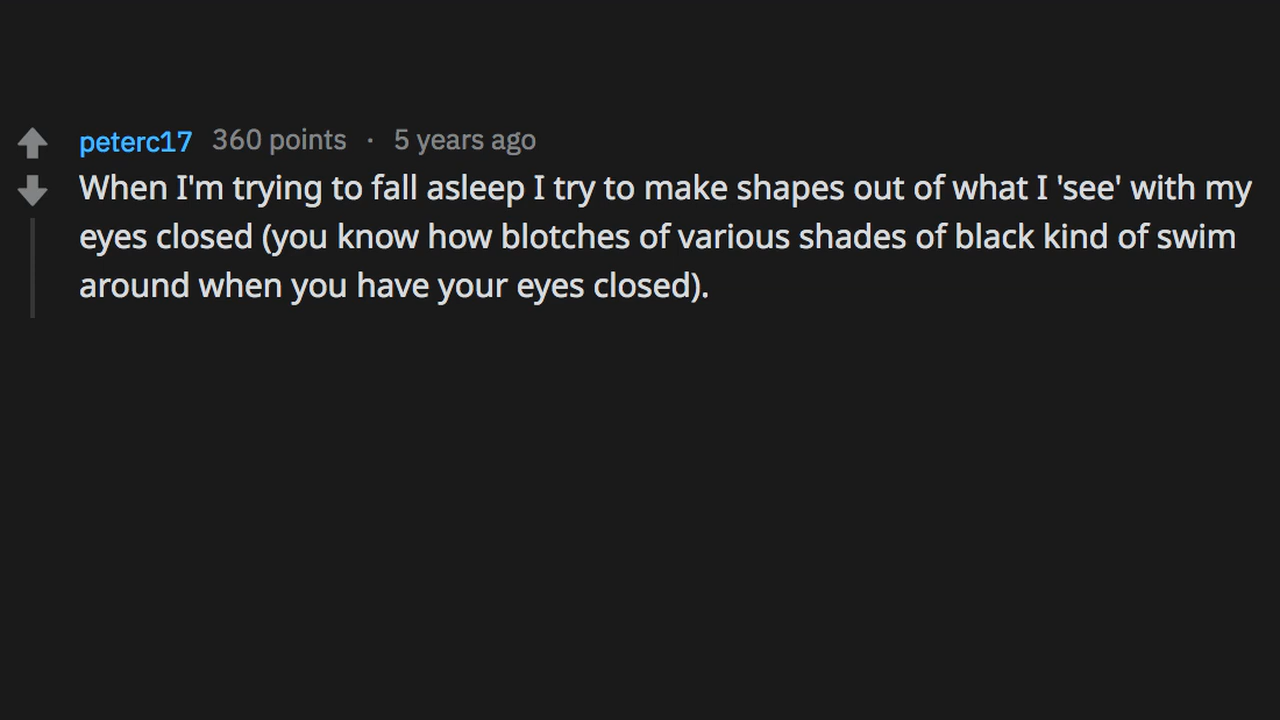 peterc17 360 points · 5 years ago
When I'm trying to fall asleep I try to make shapes out of what I 'see' with my
eyes closed (you know how blotches of various shades of black kind of swim
around when you have your eyes closed).